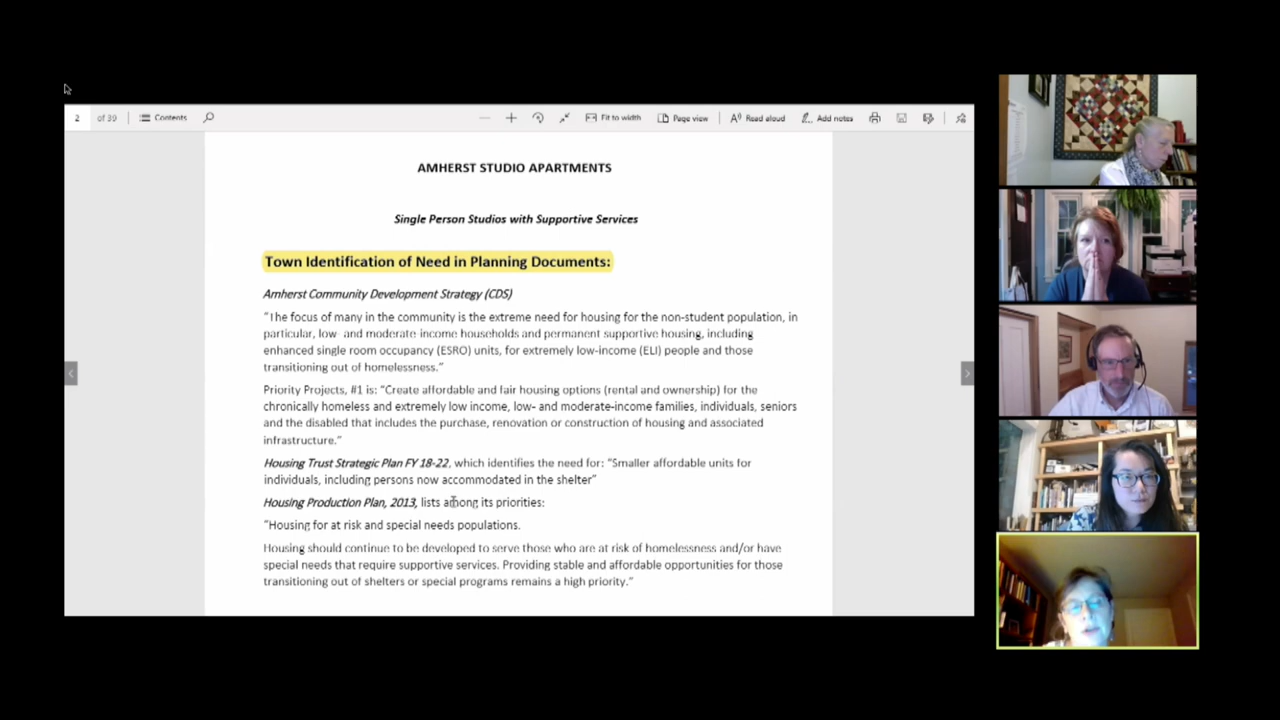 2 of 39 Contents Fit to width Page view Read aloud Add notes
AMHERST STUDIO APARTMENTS
Single Person Studios with Supportive Services
Town Identification of Need in Planning Documents:
Amherst Community Development Strategy (CDS)
“The focus of many in the community is the extreme need for housing for the non-student population, in
particular, low- and moderate-income households and permanent supportive housing, including
enhanced single room occupancy (ESRO) units, for extremely low-income (ELI) people and those
transitioning out of homelessness.”
Priority Projects, #1 is: “Create affordable and fair housing options (rental and ownership) for the
chronically homeless and extremely low income, low- and moderate-income families, individuals, seniors
and the disabled that includes the purchase, renovation or construction of housing and associated
infrastructure.”
Housing Trust Strategic Plan FY 18-22, which identifies the need for: “Smaller affordable units for
individuals, including persons now accommodated in the shelter”
Housing Production Plan, 2013, lists among its priorities:
“Housing for at risk and special needs populations.
Housing should continue to be developed to serve those who are at risk of homelessness and/or have
special needs that require supportive services. Providing stable and affordable opportunities for those
transitioning out of shelters or special programs remains a high priority.”